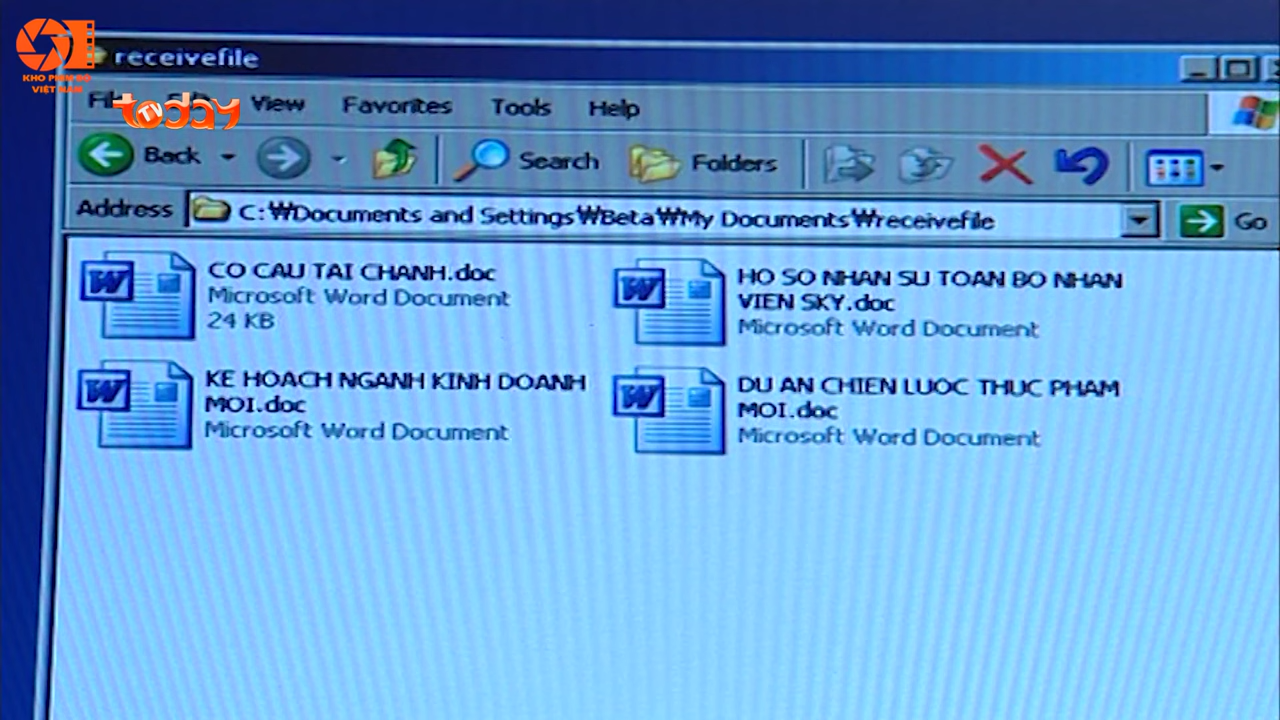 receivefile
KHO PHIM BỘ
VIỆT NAM
today
TV
File Edit View Favorites Tools Help
Back Search Folders
Address C:₩Documents and Settings₩Beta₩My Documents₩receivefile Go
CO CAU TAI CHANH.doc
Microsoft Word Document
24 KB
HO SO NHAN SU TOAN BO NHAN
VIEN SKY.doc
Microsoft Word Document
KE HOACH NGANH KINH DOANH
MOI.doc
Microsoft Word Document
DU AN CHIEN LUOC THUC PHAM
MOI.doc
Microsoft Word Document